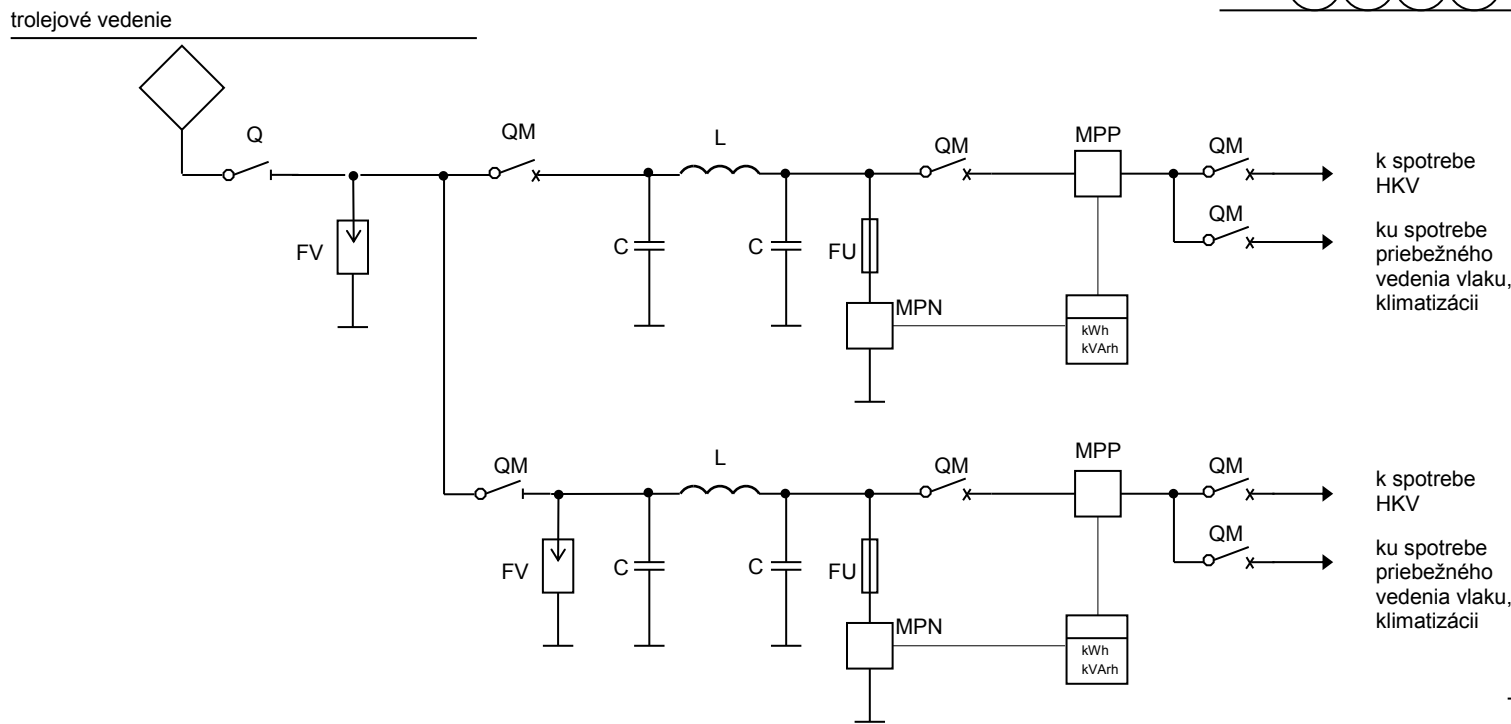 trolejové vedenie
Q
QM
L
QM
MPP
QM
k spotrebe
HKV
QM
ku spotrebe
priebežného
vedenia vlaku,
klimatizácii
FV
C
C
FU
MPN
kWh
kVArh
QM
L
QM
MPP
QM
k spotrebe
HKV
QM
ku spotrebe
priebežného
vedenia vlaku,
klimatizácii
FV
C
C
FU
MPN
kWh
kVArh